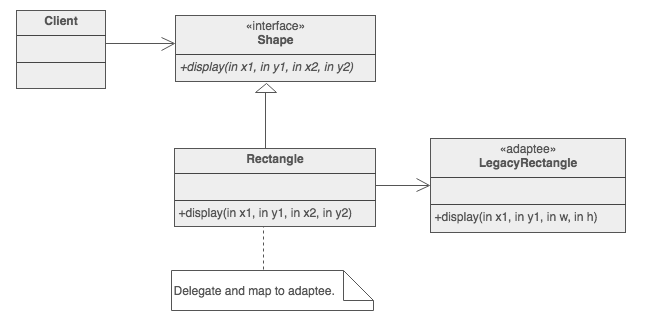 Client
«interface»
Shape
+display(in x1, in y1, in x2, in y2)
Rectangle
+display(in x1, in y1, in x2, in y2)
«adaptee»
LegacyRectangle
+display(in x1, in y1, in w, in h)
Delegate and map to adaptee.